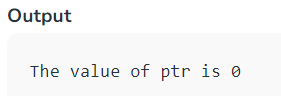 Output
The value of ptr is 0